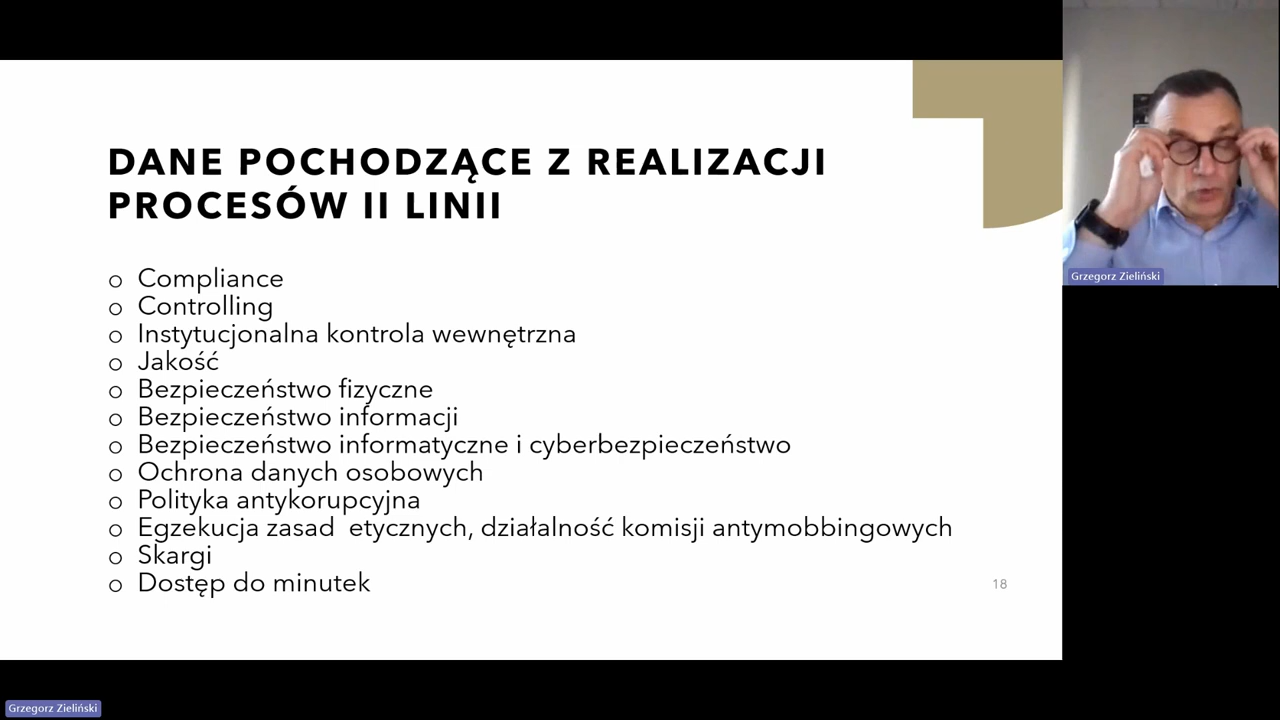 DANE POCHODZĄCE Z REALIZACJI
PROCESÓW II LINII
o Compliance
o Controlling
o Instytucjonalna kontrola wewnętrzna
o Jakość
o Bezpieczeństwo fizyczne
o Bezpieczeństwo informacji
o Bezpieczeństwo informatyczne i cyberbezpieczeństwo
o Ochrona danych osobowych
o Polityka antykorupcyjna
o Egzekucja zasad  etycznych, działalność komisji antymobbingowych
o Skargi
o Dostęp do minutek
18
Grzegorz Zieliński
Grzegorz Zieliński